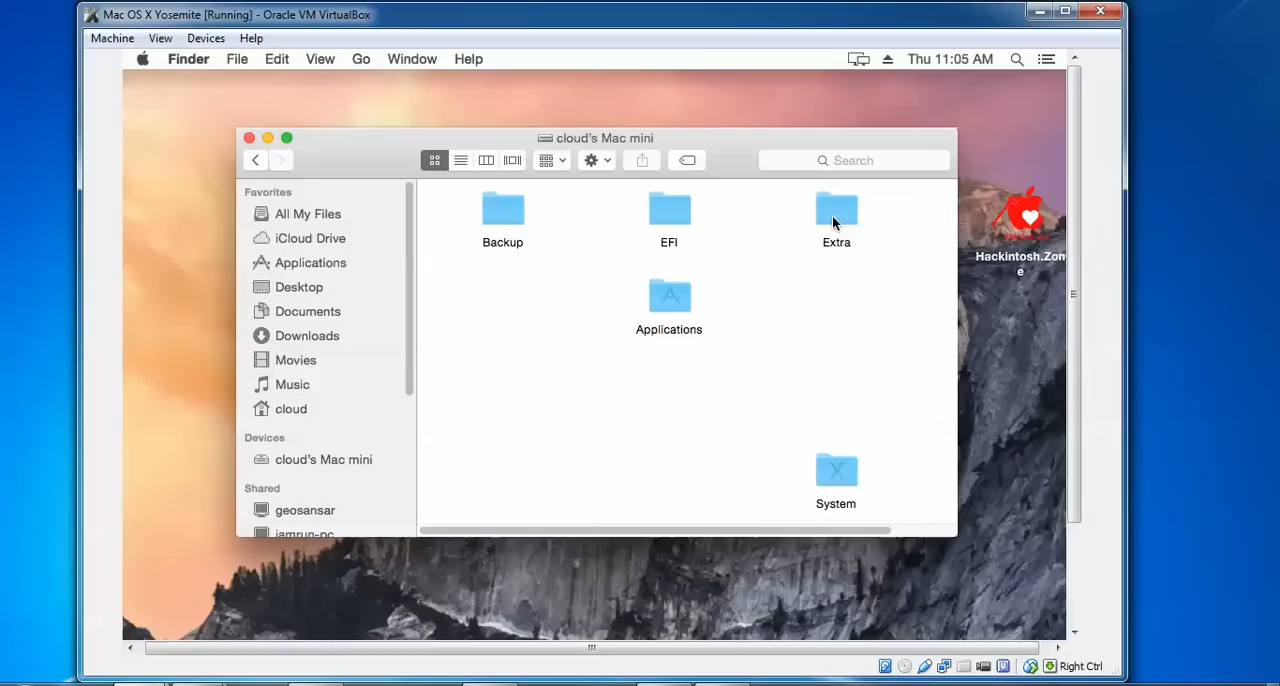 Mac OS X Yosemite [Running] - Oracle VM VirtualBox
Machine View Devices Help
Finder File Edit View Go Window Help Thu 11:05 AM
cloud's Mac mini
Search
Favorites
All My Files
iCloud Drive
Applications
Desktop
Documents
Downloads
Movies
Music
cloud
Devices
cloud's Mac mini
Shared
geosansar
iamrun-pc
Backup
EFI
Extra
Applications
System
Hackintosh.Zon
e
Right Ctrl